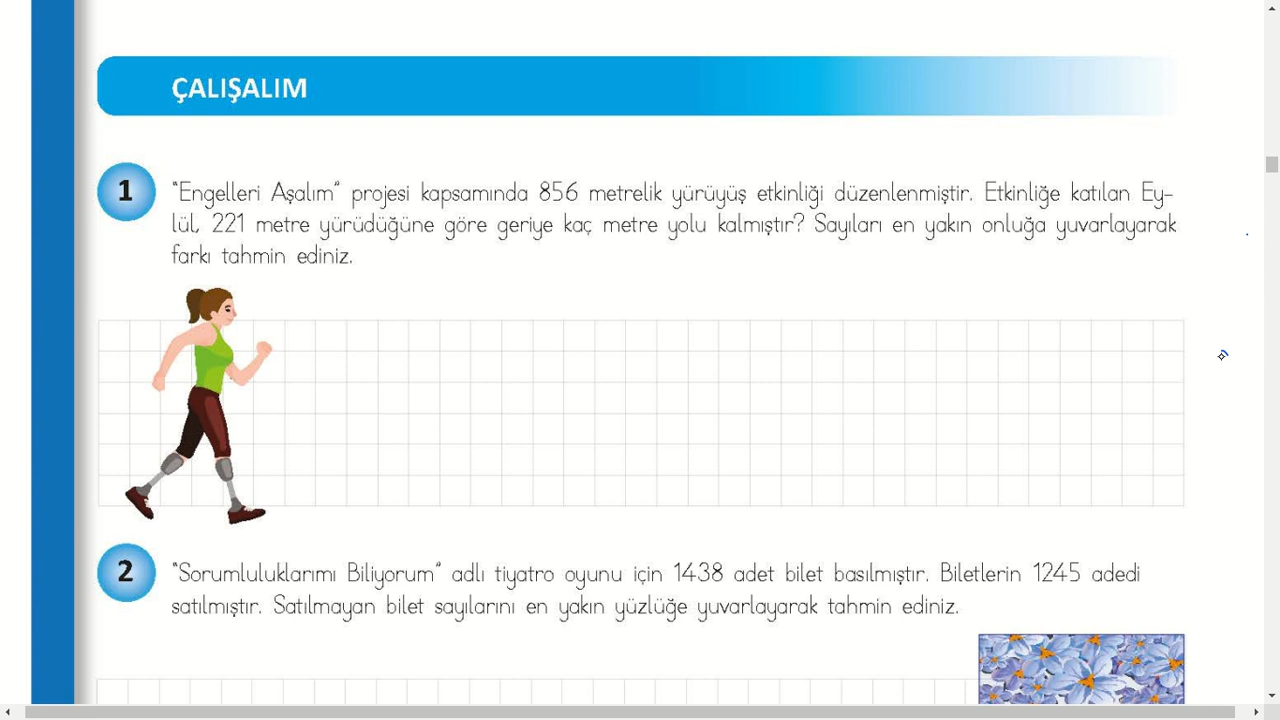 ÇALIŞALIM
1
"Engelleri Aşalım" projesi kapsamında 856 metrelik yürüyüş etkinliği düzenlenmiştir. Etkinliğe katılan Ey-
lül, 221 metre yürüdüğüne göre geriye kaç metre yolu kalmıştır? Sayıları en yakın onluğa yuvarlayarak
farkı tahmin ediniz.
2
"Sorumluluklarımı Biliyorum" adlı tiyatro oyunu için 1438 adet bilet basılmıştır. Biletlerin 1245 adedi
satılmıştır. Satılmayan bilet sayılarını en yakın yüzlüğe yuvarlayarak tahmin ediniz.